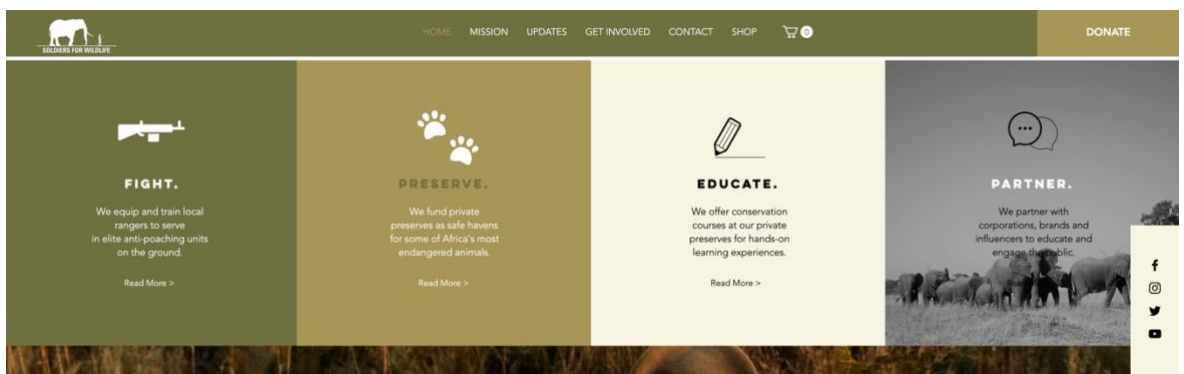 SOLDIERS FOR WILDLIFE
HOME MISSION UPDATES GET INVOLVED CONTACT SHOP 0 DONATE
FIGHT.
We equip and train local
rangers to serve
in elite anti-poaching units
on the ground.
Read More >
PRESERVE.
We fund private
preserves as safe havens
for some of Africa's most
endangered animals.
Read More >
EDUCATE.
We offer conservation
courses at our private
preserves for hands-on
learning experiences.
Read More >
PARTNER.
We partner with
corporations, brands and
influencers to educate and
engage the public.